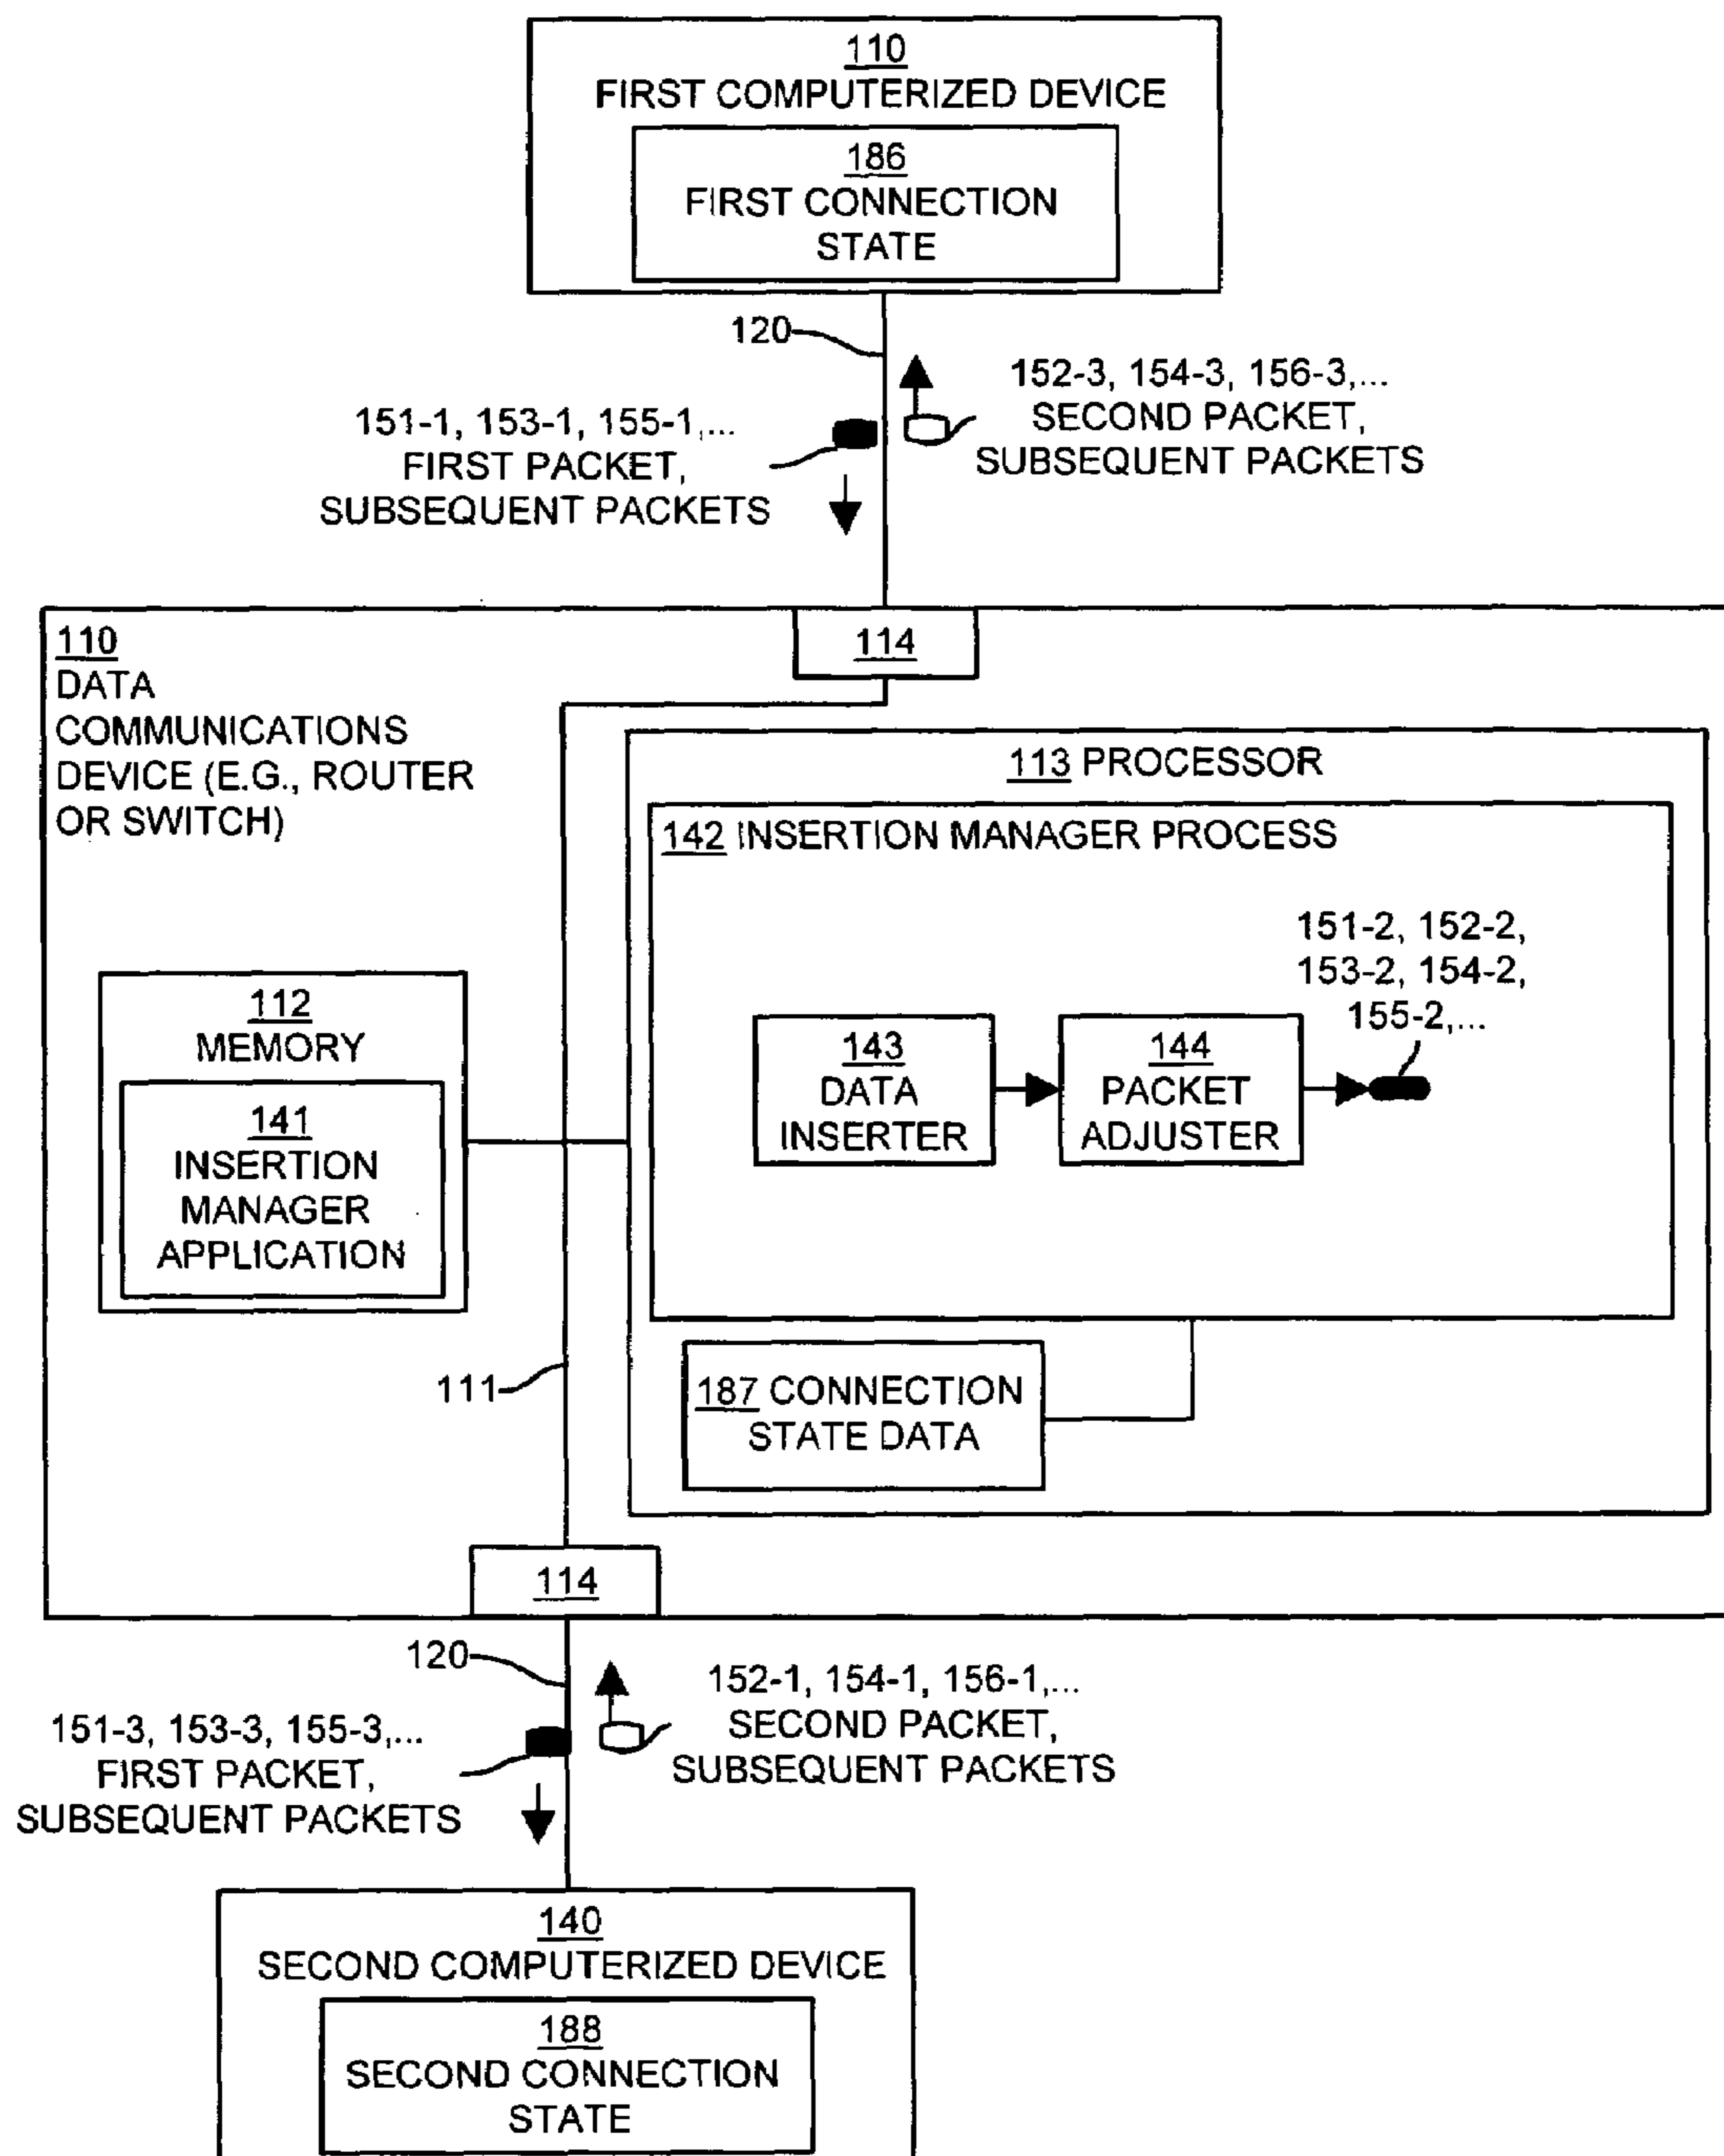 110
FIRST COMPUTERIZED DEVICE
186
FIRST CONNECTION
STATE
120
152-3, 154-3, 156-3,...
SECOND PACKET,
SUBSEQUENT PACKETS
151-1, 153-1, 155-1,...
FIRST PACKET,
SUBSEQUENT PACKETS
110
DATA
COMMUNICATIONS
DEVICE (E.G., ROUTER
OR SWITCH)
114
113 PROCESSOR
142 INSERTION MANAGER PROCESS
151-2, 152-2,
153-2, 154-2,
155-2,...
112
MEMORY
141
INSERTION
MANAGER
APPLICATION
143
DATA
INSERTER
144
PACKET
ADJUSTER
111
187 CONNECTION
STATE DATA
114
120
152-1, 154-1, 156-1,...
SECOND PACKET,
SUBSEQUENT PACKETS
151-3, 153-3, 155-3,...
FIRST PACKET,
SUBSEQUENT PACKETS
140
SECOND COMPUTERIZED DEVICE
188
SECOND CONNECTION
STATE